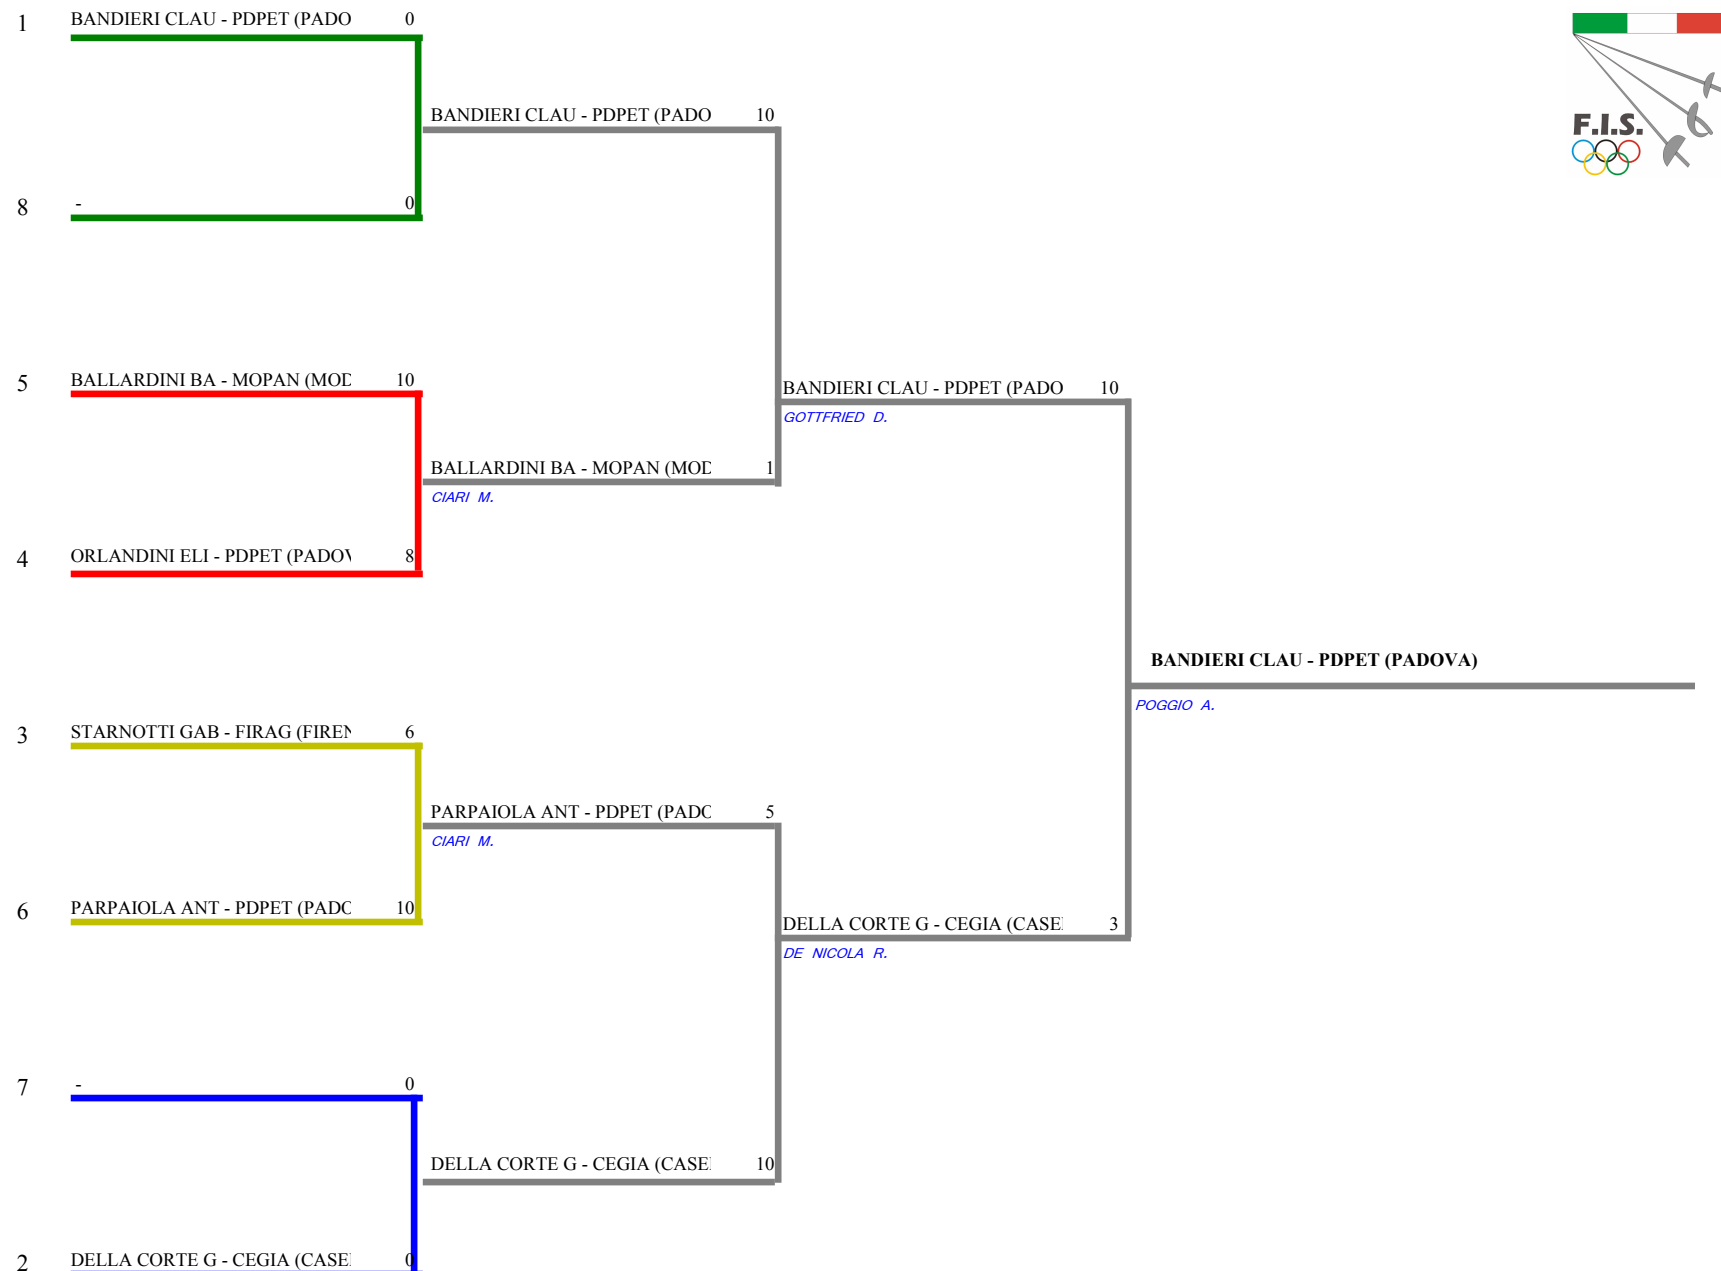 1 BANDIERI CLAU - PDPET (PADO 0
BANDIERI CLAU - PDPET (PADO 10
F.I.S.
8 - 0
5 BALLARDINI BA - MOPAN (MOD 10
BANDIERI CLAU - PDPET (PADO 10
GOTTFRIED D.
BALLARDINI BA - MOPAN (MOD 1
CIARI M.
4 ORLANDINI ELI - PDPET (PADOV 8
BANDIERI CLAU - PDPET (PADOVA)
POGGIO A.
3 STARNOTTI GAB - FIRAG (FIREN 6
PARPAIOLA ANT - PDPET (PADO 5
CIARI M.
6 PARPAIOLA ANT - PDPET (PADO 10
DELLA CORTE G - CEGIA (CASE 3
DE NICOLA R.
7 - 0
DELLA CORTE G - CEGIA (CASE 10
2 DELLA CORTE G - CEGIA (CASE 0